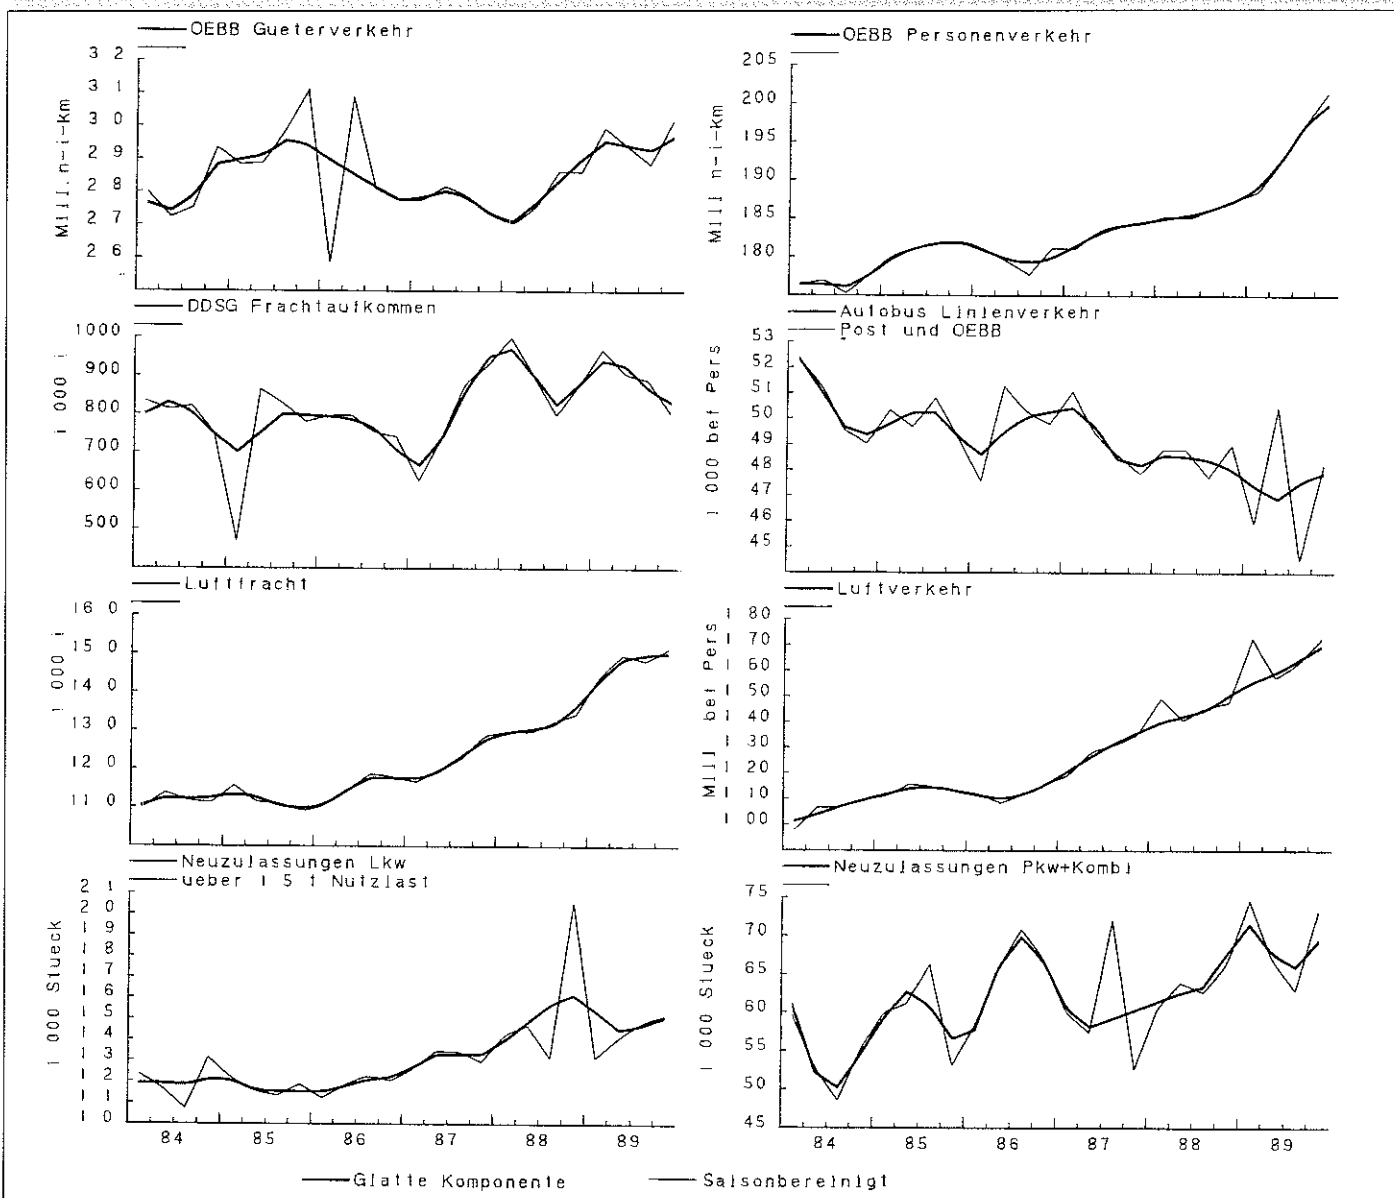 OEBB Gueterverkehr
Mill.n-t-km
3 2
3 1
3 0
2 9
2 8
2 7
2 6
OEBB Personenverkehr
Mill n-t-km
205
200
195
190
185
180
DDSG Frachtaufkommen
1 000 t
1000
900
800
700
600
500
Autobus Linienverkehr
Post und OEBB
1 000 bef Pers
53
52
51
50
49
48
47
46
45
Luftfracht
1 000 t
16 0
15 0
14 0
13 0
12 0
11 0
Luftverkehr
Mill bef Pers
1 80
1 70
1 60
1 50
1 40
1 30
1 20
1 10
1 00
Neuzulassungen Lkw
ueber 1 5 t Nutzlast
1 000 Stueck
2 1
2 0
1 9
1 8
1 7
1 6
1 5
1 4
1 3
1 2
1 1
1 0
84 85 86 87 88 89
Neuzulassungen Pkw+Kombi
1 000 Stueck
75
70
65
60
55
50
45
84 85 86 87 88 89
Glatte Komponente
Saisonbereinigt